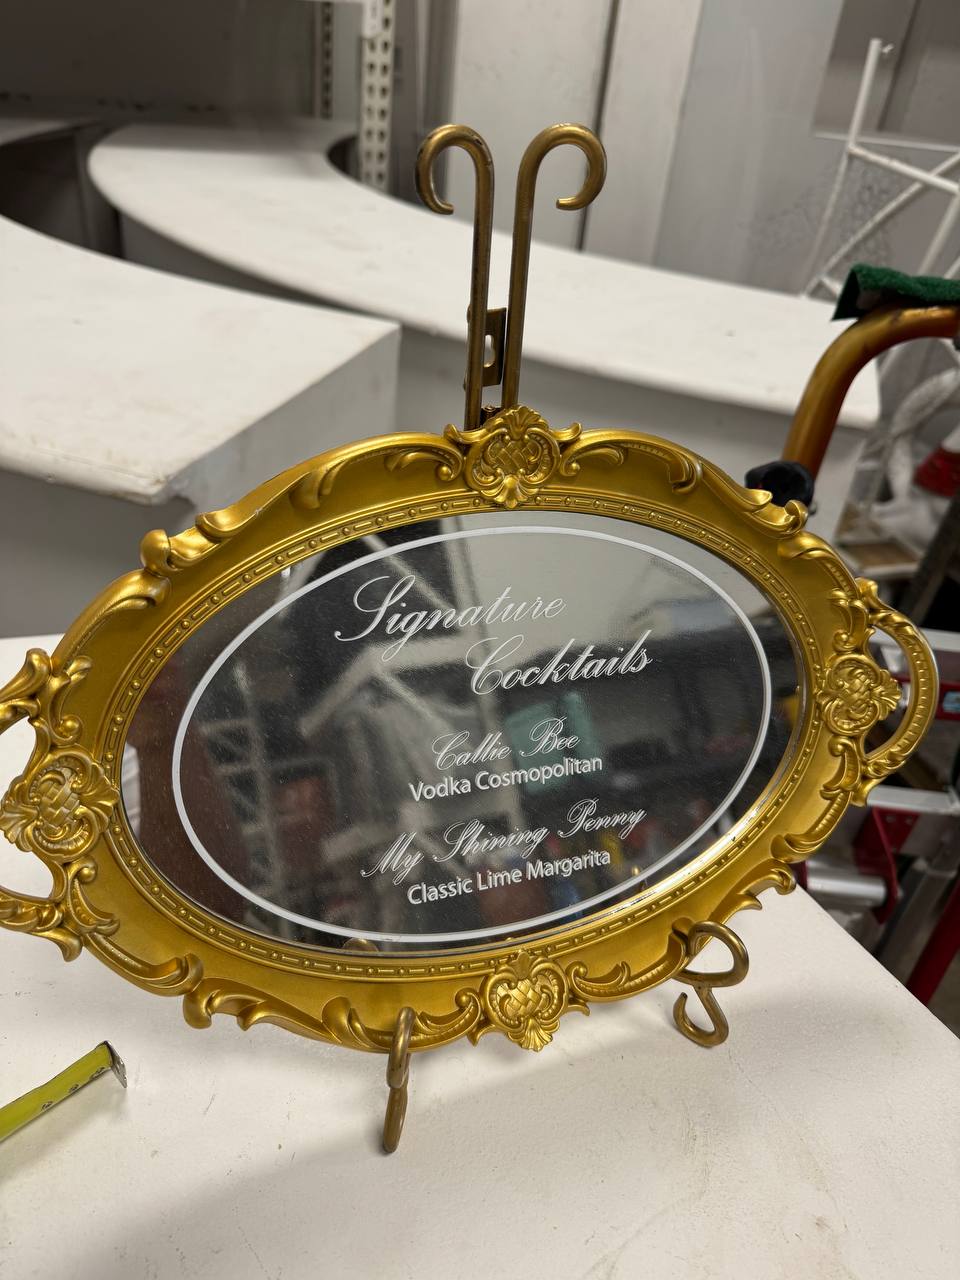 Signature
Cocktails
Callie Bee
Vodka Cosmopolitan
My Shining Penny
Classic Lime Margarita